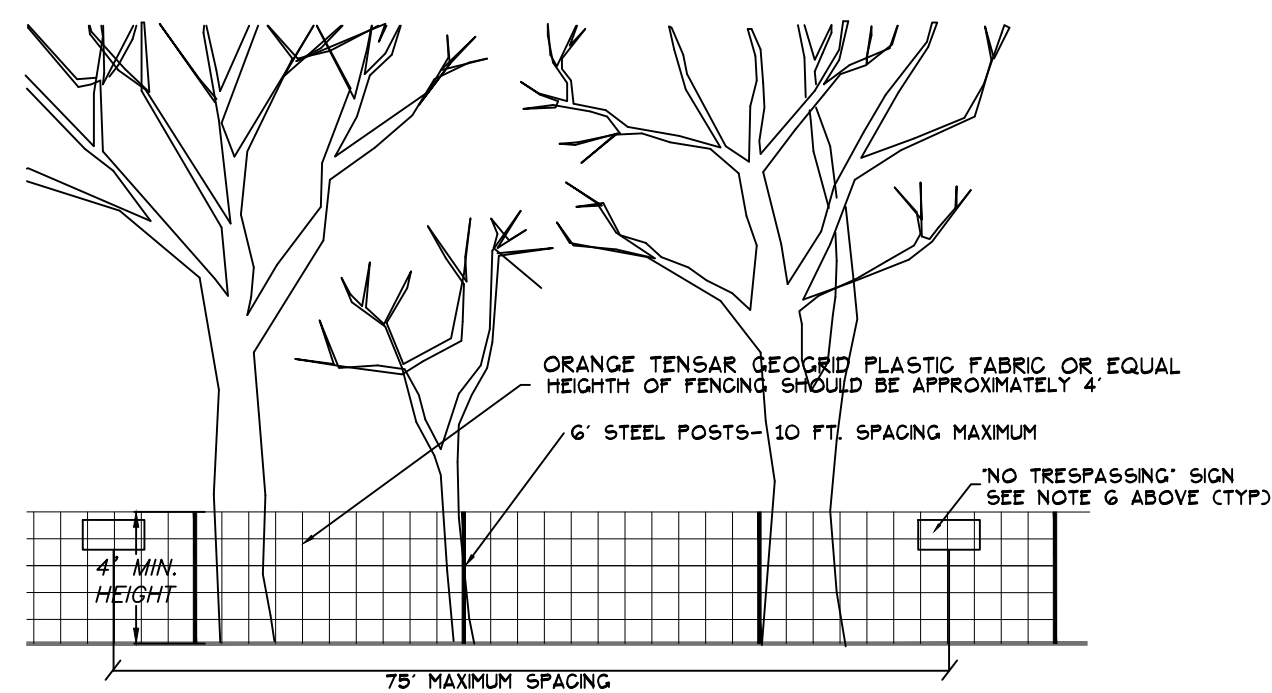 ORANGE TENSAR GEOGRID PLASTIC FABRIC OR EQUAL
HEIGHTH OF FENCING SHOULD BE APPROXIMATELY 4'
6' STEEL POSTS- 10 FT. SPACING MAXIMUM
"NO TRESPASSING" SIGN
SEE NOTE 6 ABOVE (TYP)
4' MIN.
HEIGHT
75' MAXIMUM SPACING